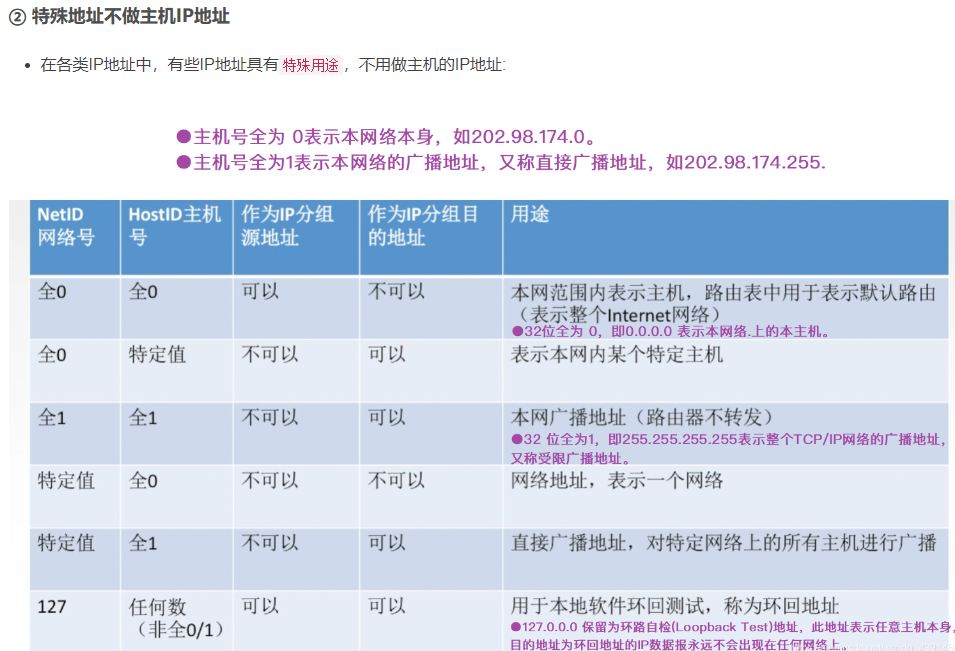 ② 特殊地址不做主机IP地址
• 在各类IP地址中，有些IP地址具有 特殊用途 ，不用做主机的IP地址:
●主机号全为 0表示本网络本身，如202.98.174.0。
●主机号全为1表示本网络的广播地址，又称直接广播地址，如202.98.174.255.
NetID
网络号
HostID主机
号
作为IP分组
源地址
作为IP分组目
的地址
用途
全0
全0
可以
不可以
本网范围内表示主机，路由表中用于表示默认路由
（表示整个Internet网络）
●32位全为 0，即0.0.0.0 表示本网络.上的本主机。
全0
特定值
不可以
可以
表示本网内某个特定主机
全1
全1
不可以
可以
本网广播地址（路由器不转发）
●32 位全为1，即255.255.255.255表示整个TCP/IP网络的广播地址，
又称受限广播地址。
特定值
全0
不可以
不可以
网络地址，表示一个网络
特定值
全1
不可以
可以
直接广播地址，对特定网络上的所有主机进行广播
127
任何数
（非全0/1）
可以
可以
用于本地软件环回测试，称为环回地址
●127.0.0.0 保留为环路自检(Loopback Test)地址，此地址表示任意主机本身，
目的地址为环回地址的IP数据报永远不会出现在任何网络上。